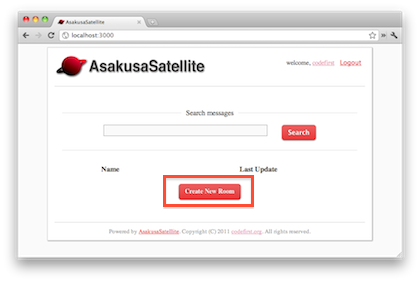 AsakusaSatellite
localhost:3000
AsakusaSatellite
welcome, codefirst Logout
Search messages
Search
Name Last Update
Create New Room
Powered by AsakusaSatellite. Copyright (C) 2011 codefirst.org. All rights reserved.